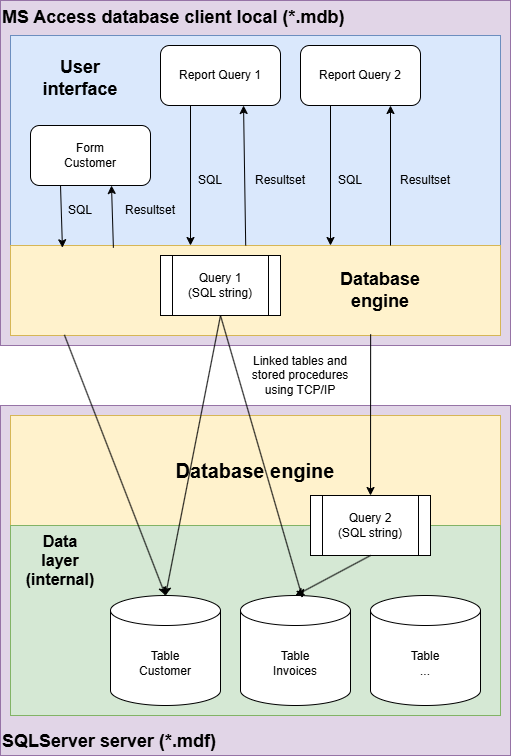 MS Access database client local (*.mdb)
User
interface
Report Query 1
Report Query 2
Form
Customer
SQL
Resultset
SQL
Resultset
SQL
Resultset
Query 1
(SQL string)
Database
engine
Linked tables and
stored procedures
using TCP/IP
Database engine
Query 2
(SQL string)
Data
layer
(internal)
Table
Customer
Table
Invoices
Table
...
SQLServer server (*.mdf)